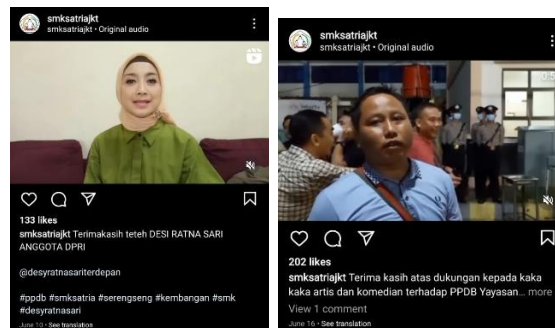 smksatriajkt
smksatriajkt • Original audio
133 likes
smksatriajkt Terimakasih teteh DESI RATNA SARI
ANGGOTA DPRI
@desyratnasariterdepan
#ppdb #smksatria #serengseng #kembangan #smk
#desyratnasari
June 10 • See translation
smksatriajkt
smksatriajkt • Original audio
202 likes
smksatriajkt Terima kasih atas dukungan kepada kaka
kaka artis dan komedian terhadap PPDB Yayasan... more
View 1 comment
June 16 • See translation